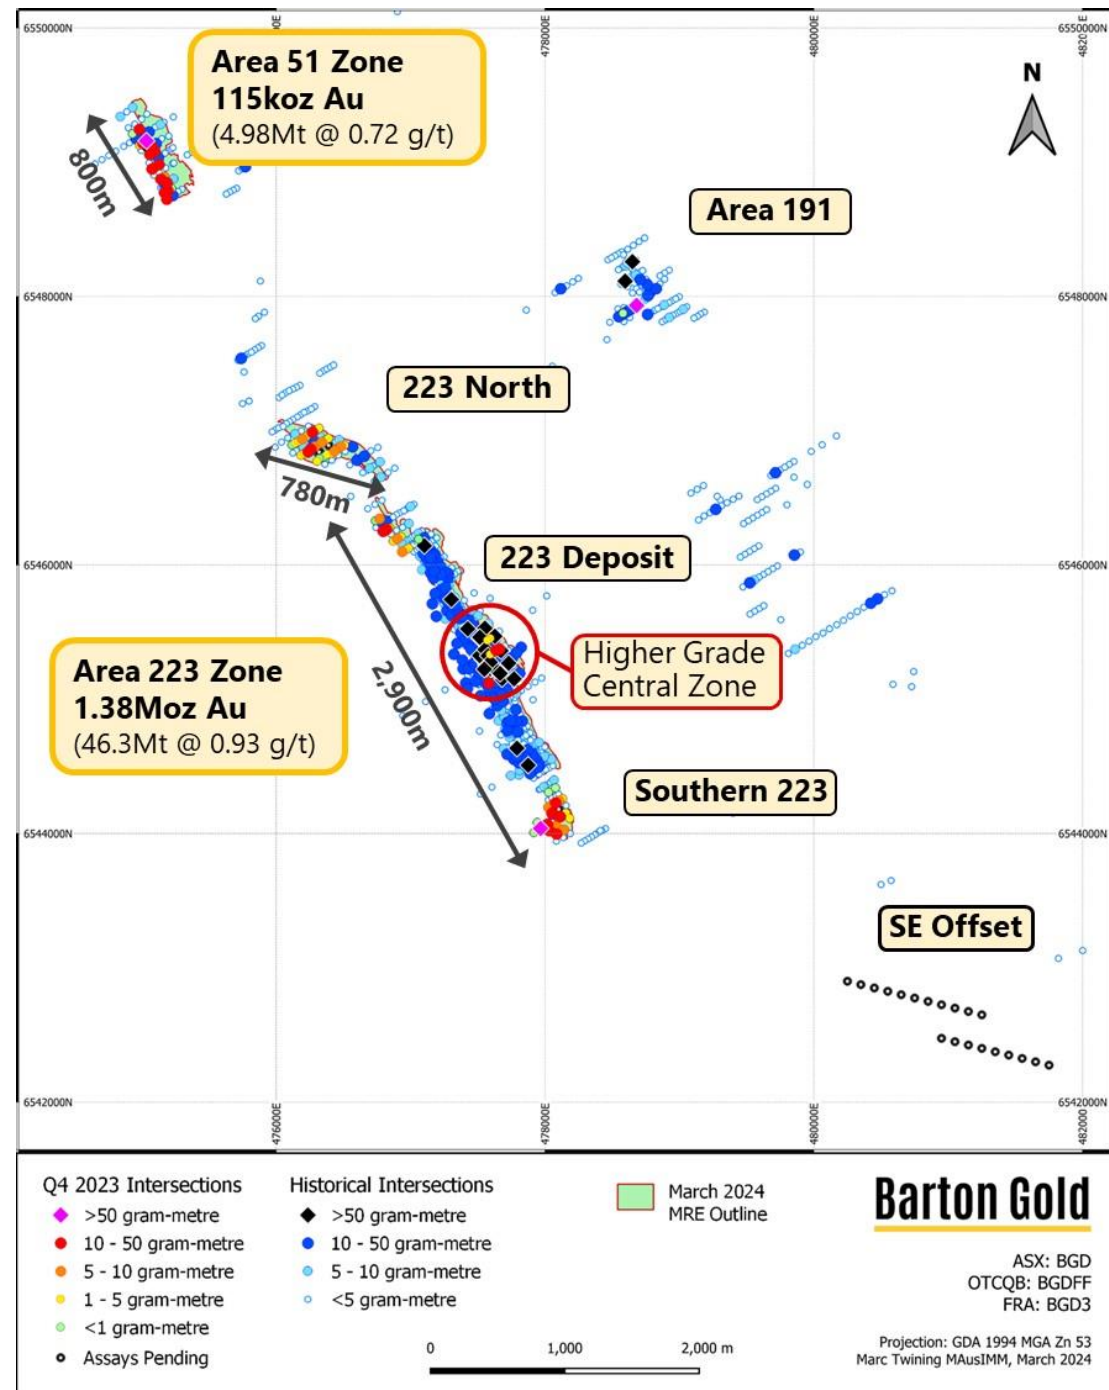 6550000N
6550000N
478000E
480000E
Area 51 Zone
115koz Au
(4.98Mt @ 0.72 g/t)
N
800m
Area 191
6548000N
6548000N
223 North
780m
223 Deposit
6546000N
6546000N
Higher Grade
Central Zone
Area 223 Zone
1.38Moz Au
(46.3Mt @ 0.93 g/t)
2,900m
Southern 223
6544000N
6544000N
SE Offset
6542000N
6542000N
476000E
478000E
480000E
482000
Q4 2023 Intersections
>50 gram-metre
10 - 50 gram-metre
5 - 10 gram-metre
1 - 5 gram-metre
<1 gram-metre
Assays Pending
Historical Intersections
>50 gram-metre
10 - 50 gram-metre
5 - 10 gram-metre
<5 gram-metre
March 2024
MRE Outline
0 1,000 2,000 m
Barton Gold
ASX: BGD
OTCQB: BGDFF
FRA: BGD3
Projection: GDA 1994 MGA Zn 53
Marc Twining MAusIMM, March 2024